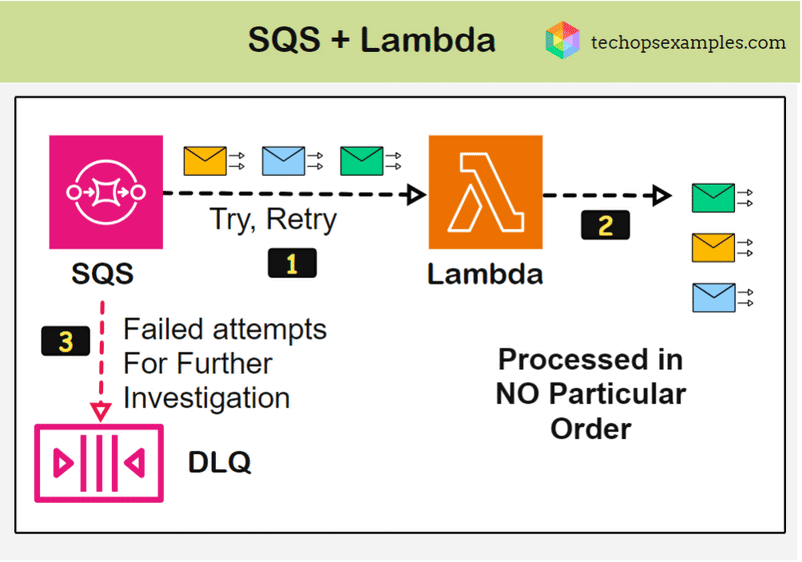 SQS + Lambda
techopsexamples.com
Try, Retry
1
2
SQS
Lambda
3
Failed attempts
For Further
Investigation
Processed in
NO Particular
Order
DLQ